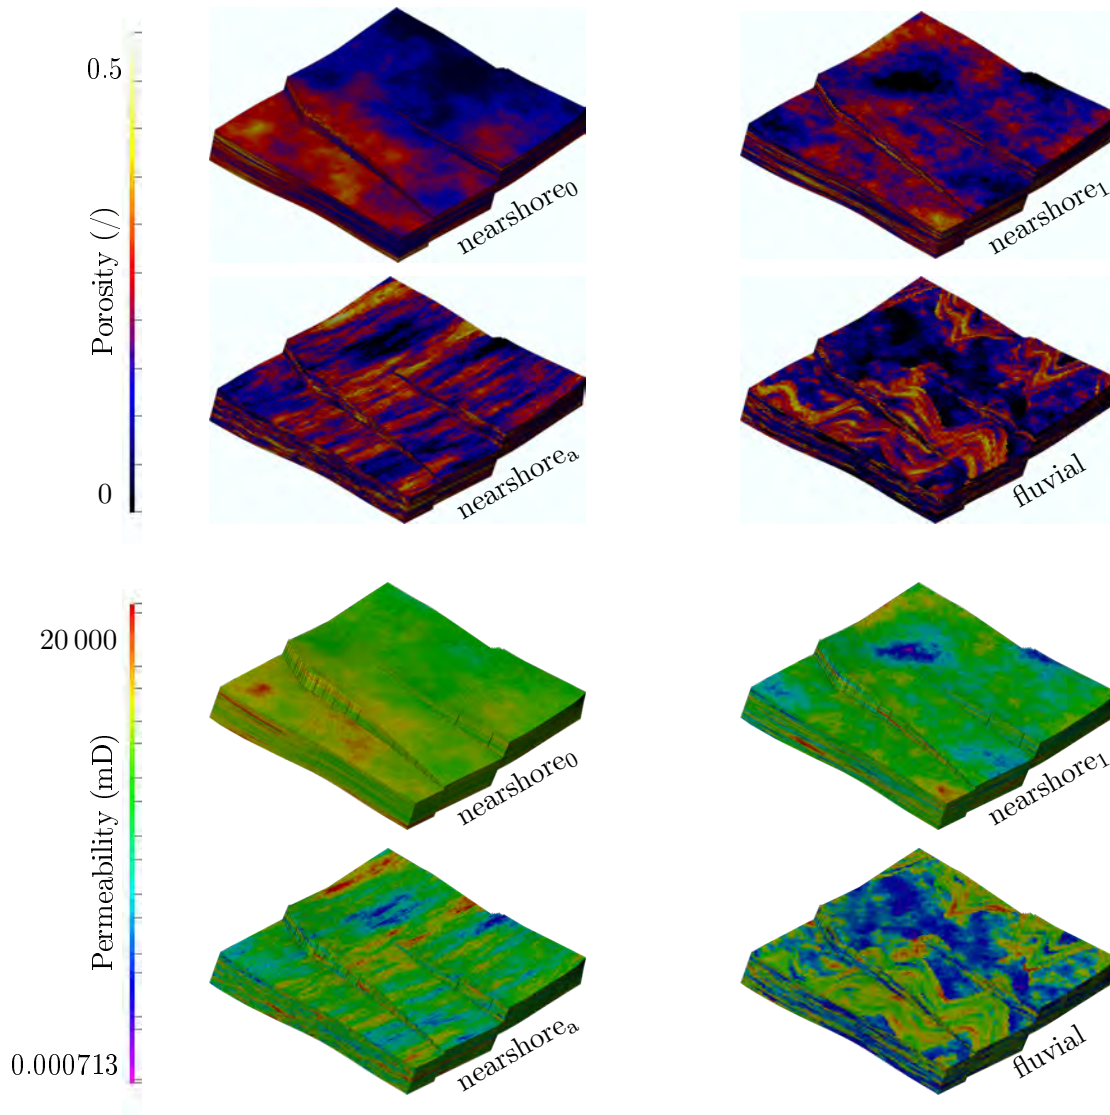 0.5
Porosity (/)
0
nearshore₀
nearshore₁
nearshoreₐ
fluvial
20 000
Permeability (mD)
0.000713
nearshore₀
nearshore₁
nearshoreₐ
fluvial